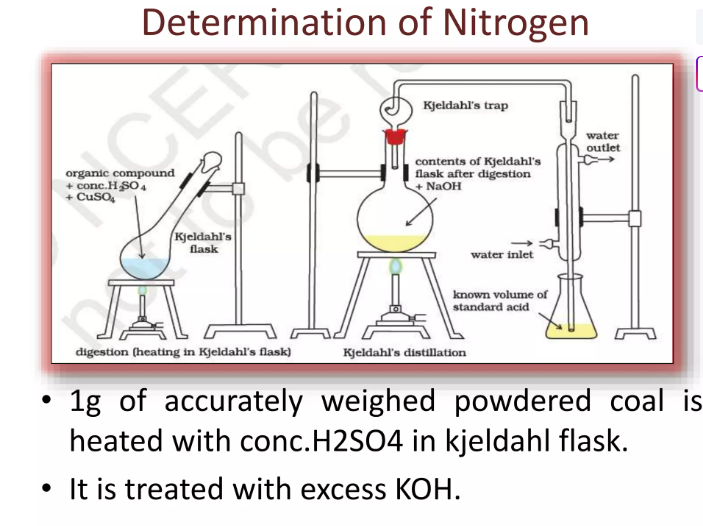 Determination of Nitrogen
Kjeldahl's trap
water
outlet
organic compound
+ conc.H2SO4
+ CuSO4
contents of Kjeldahl's
flask after digestion
+ NaOH
Kjeldahl's
flask
water inlet
known volume of
standard acid
digestion (heating in Kjeldahl's flask)
Kjeldahl's distillation
• 1g of accurately weighed powdered coal is
heated with conc.H2SO4 in kjeldahl flask.
• It is treated with excess KOH.